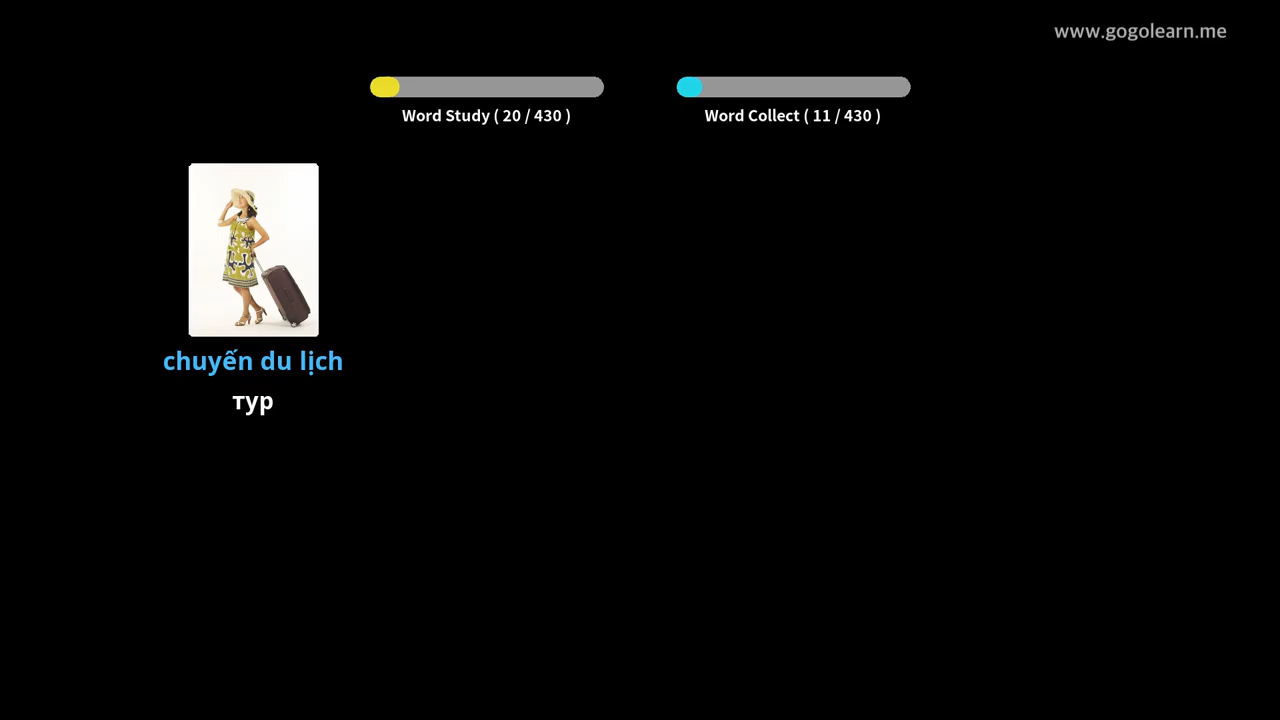 www.gogolearn.me
Word Study ( 20 / 430 )
Word Collect ( 11 / 430 )
chuyến du lịch
тур